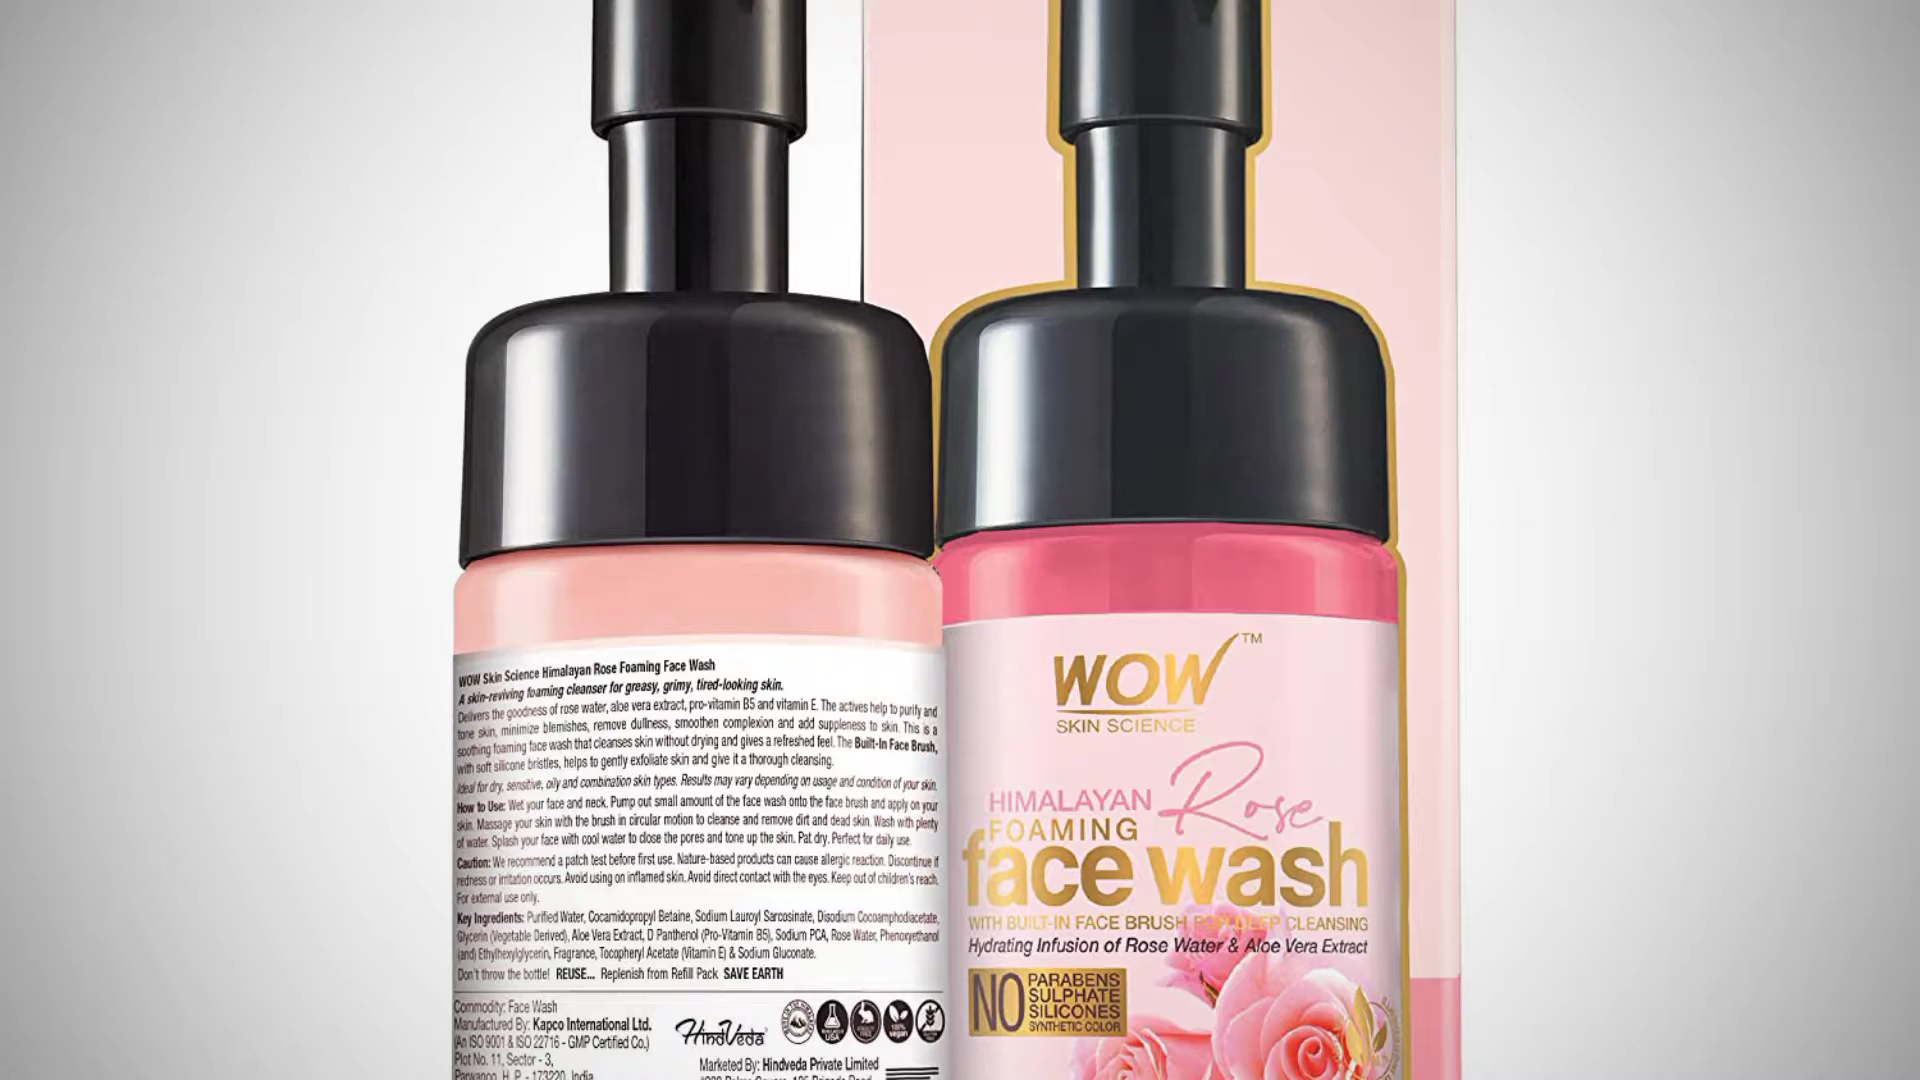 WOW Skin Science Himalayan Rose Foaming Face Wash
A skin-reviving foaming cleanser for greasy, grimy, tired-looking skin.
Delivers the goodness of rose water, aloe vera extract, pro-vitamin B5 and vitamin E. The actives help to purify and
tone skin, minimize blemishes, remove dullness, smoothen complexion and add suppleness to skin. This is a
soothing foaming face wash that cleanses skin without drying and gives a refreshed feel. The Built-In Face Brush,
with soft silicone bristles, helps to gently exfoliate skin and give it a thorough cleansing.
Ideal for dry, sensitive, oily and combination skin types. Results may vary depending on usage and condition of your skin.
How to Use: Wet your face and neck. Pump out small amount of the face wash onto the face brush and apply on your
skin. Massage your skin with the brush in circular motion to cleanse and remove dirt and dead skin. Wash with plenty
of water. Splash your face with cool water to close the pores and tone up the skin. Pat dry. Perfect for daily use.
Caution: We recommend a patch test before first use. Nature-based products can cause allergic reaction. Discontinue if
redness or irritation occurs. Avoid using on inflamed skin. Avoid direct contact with the eyes. Keep out of children's reach.
For external use only.
Key Ingredients: Purified Water, Cocamidopropyl Betaine, Sodium Lauroyl Sarcosinate, Disodium Cocoamphodiacetate,
Glycerin (Vegetable Derived), Aloe Vera Extract, D Panthenol (Pro-Vitamin B5), Sodium PCA, Rose Water, Phenoxyethanol
(and) Ethylhexylglycerin, Fragrance, Tocopheryl Acetate (Vitamin E) & Sodium Gluconate.
Don't throw the bottle! REUSE... Replenish from Refill Pack SAVE EARTH
Commodity: Face Wash
Manufactured By: Kapco International Ltd.
(An ISO 9001 & ISO 22716 - GMP Certified Co.)
Plot No. 11, Sector - 3,
Parwanoo, H. P. - 173220, India
HindVeda
100% vegan
Marketed By: Hindveda Private Limited
WOW™
SKIN SCIENCE
HIMALAYAN Rose
FOAMING
face wash
WITH BUILT-IN FACE BRUSH FOR DEEP CLEANSING
Hydrating Infusion of Rose Water & Aloe Vera Extract
NO PARABENS
SULPHATE
SILICONES
SYNTHETIC COLOR